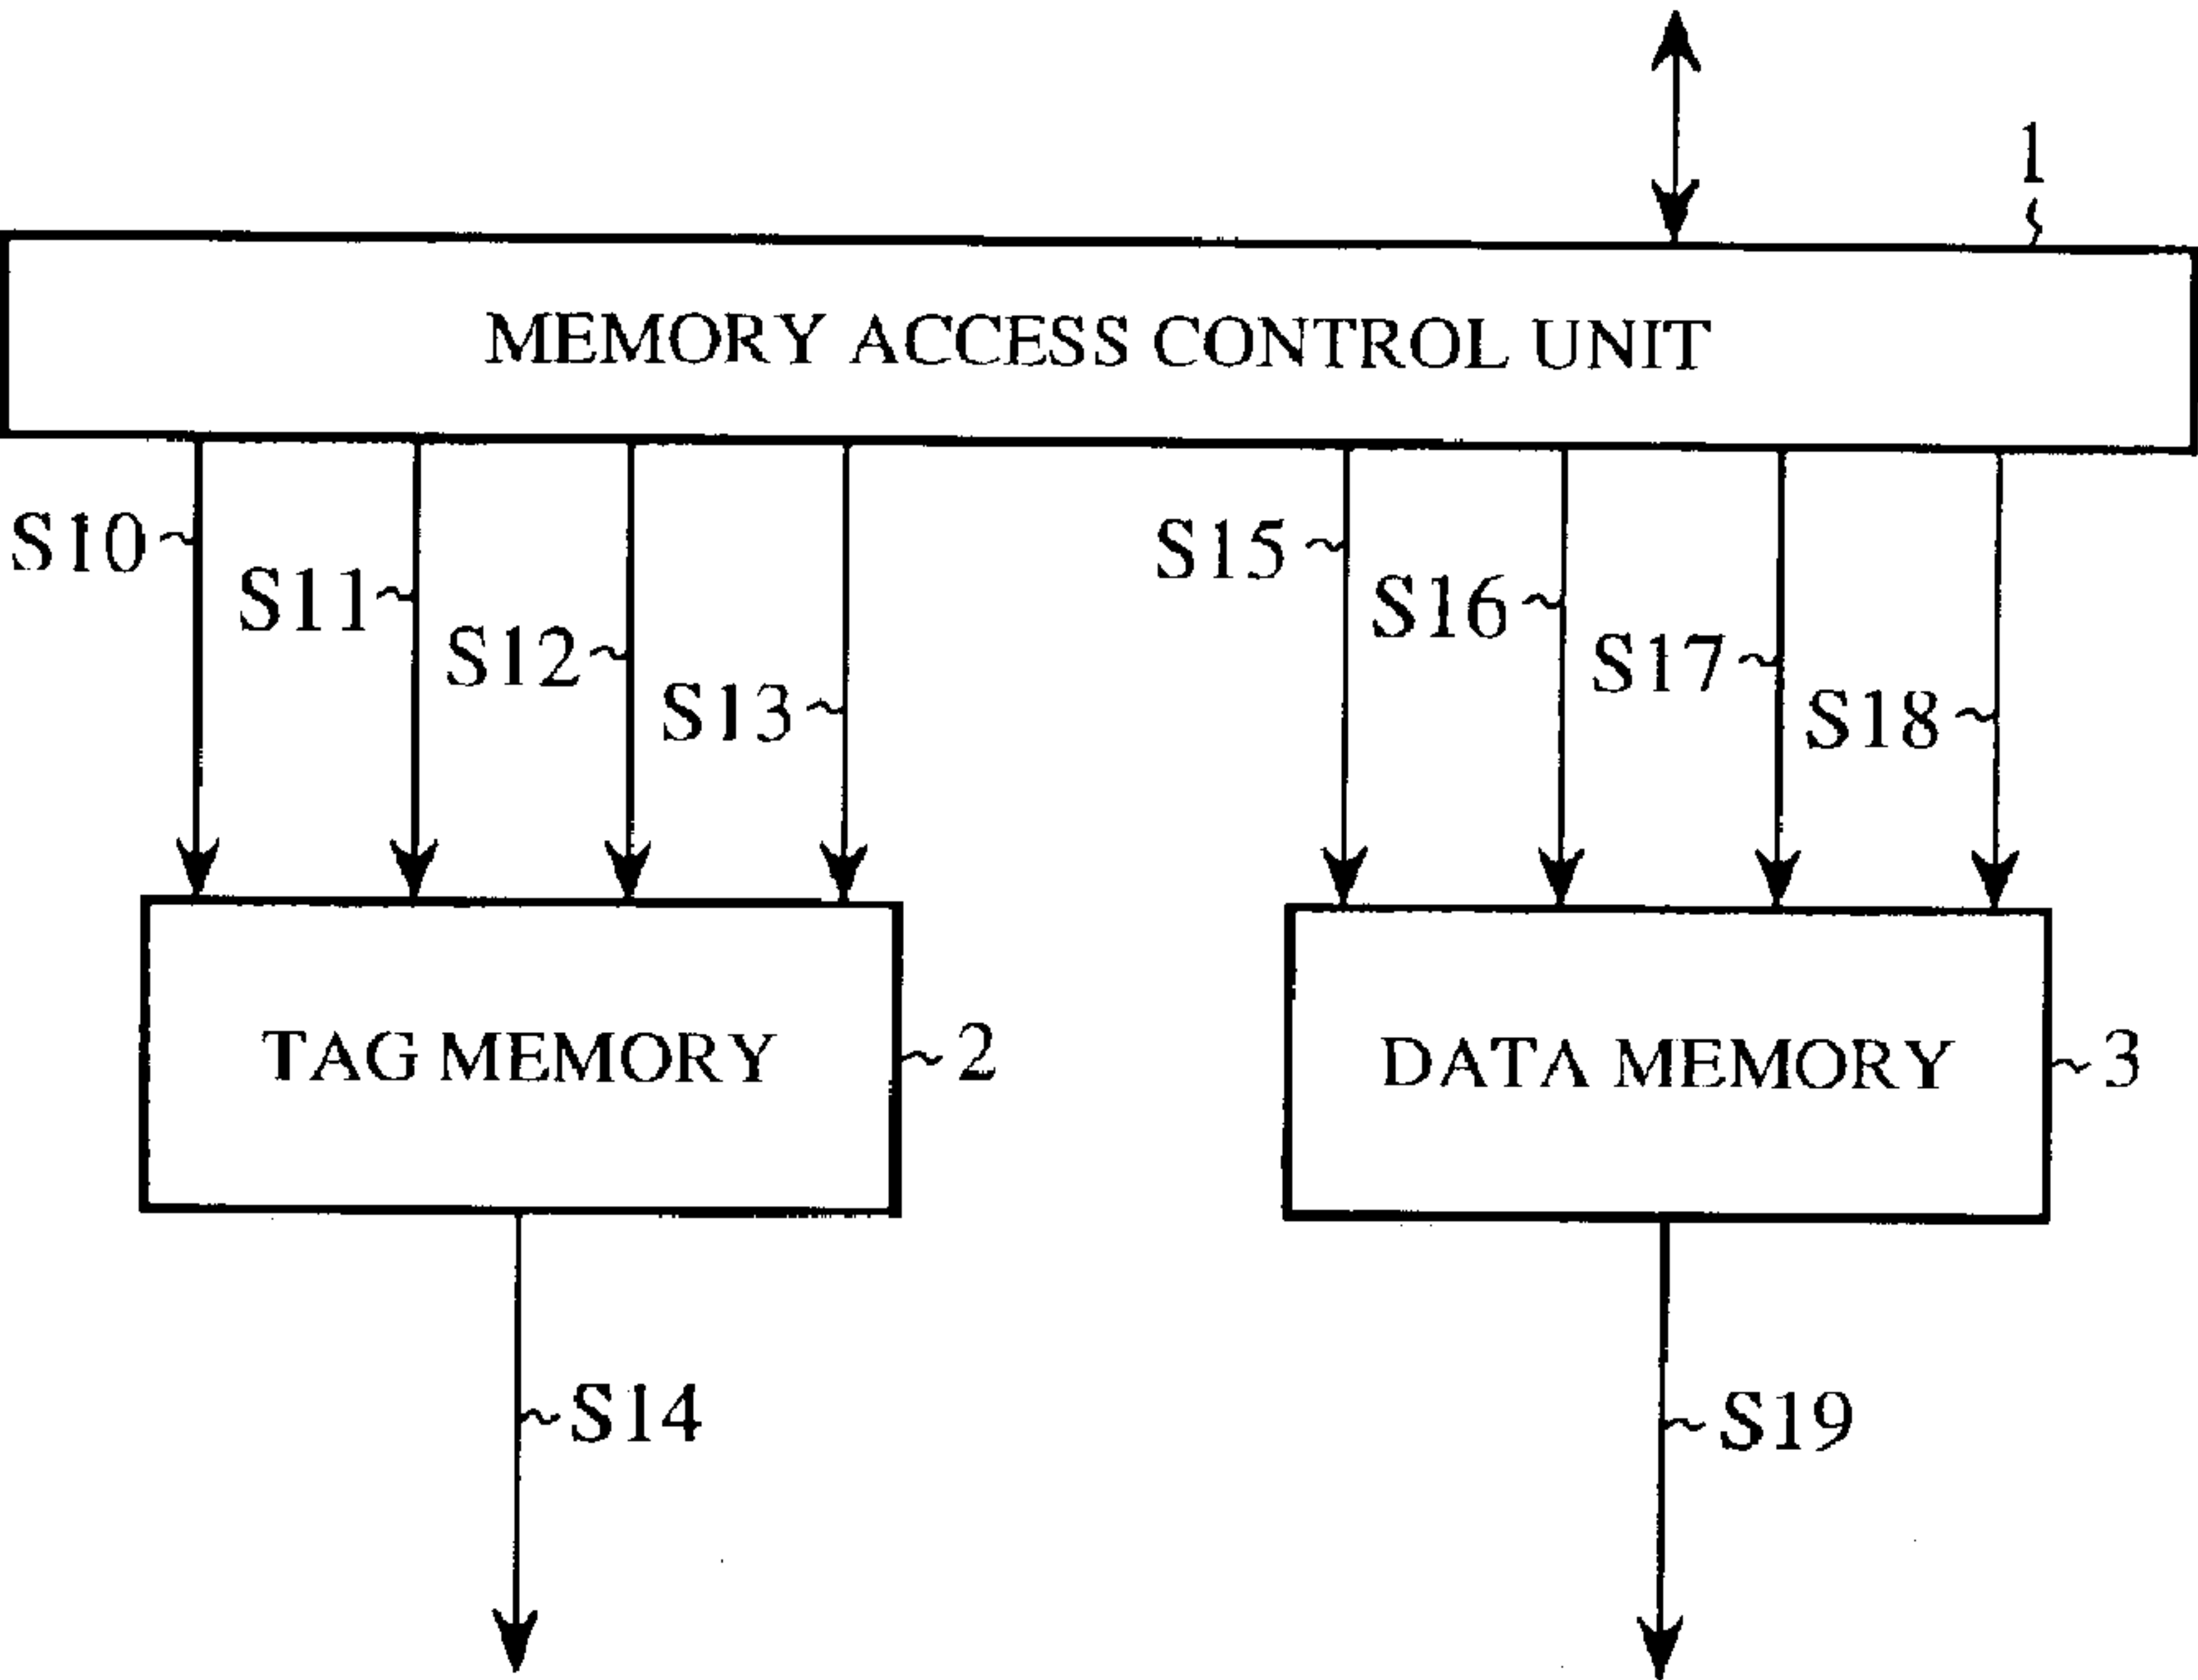 1
MEMORY ACCESS CONTROL UNIT
S10
S11
S12
S13
S15
S16
S17
S18
TAG MEMORY
2
DATA MEMORY
3
S14
S19